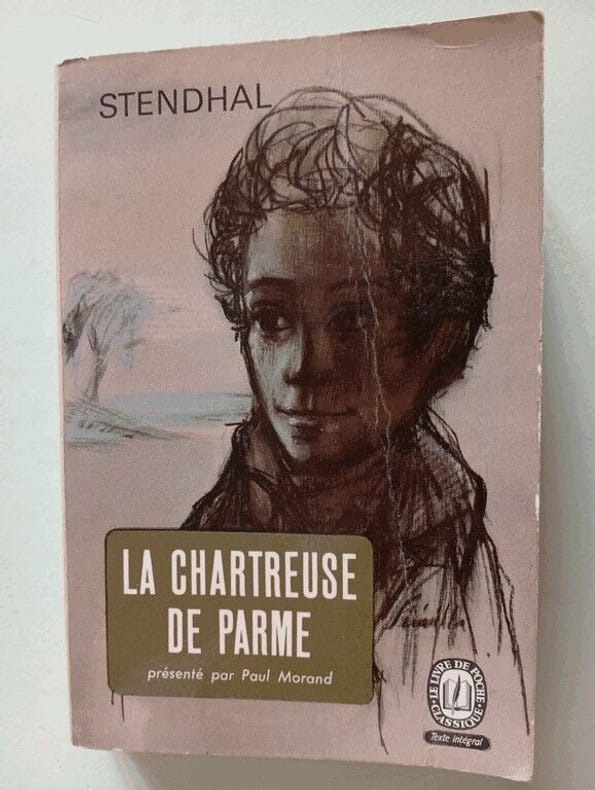 STENDHAL
LA CHARTREUSE
DE PARME
présenté par Paul Morand
LE LIVRE DE POCHE
CLASSIQUE
Texte intégral